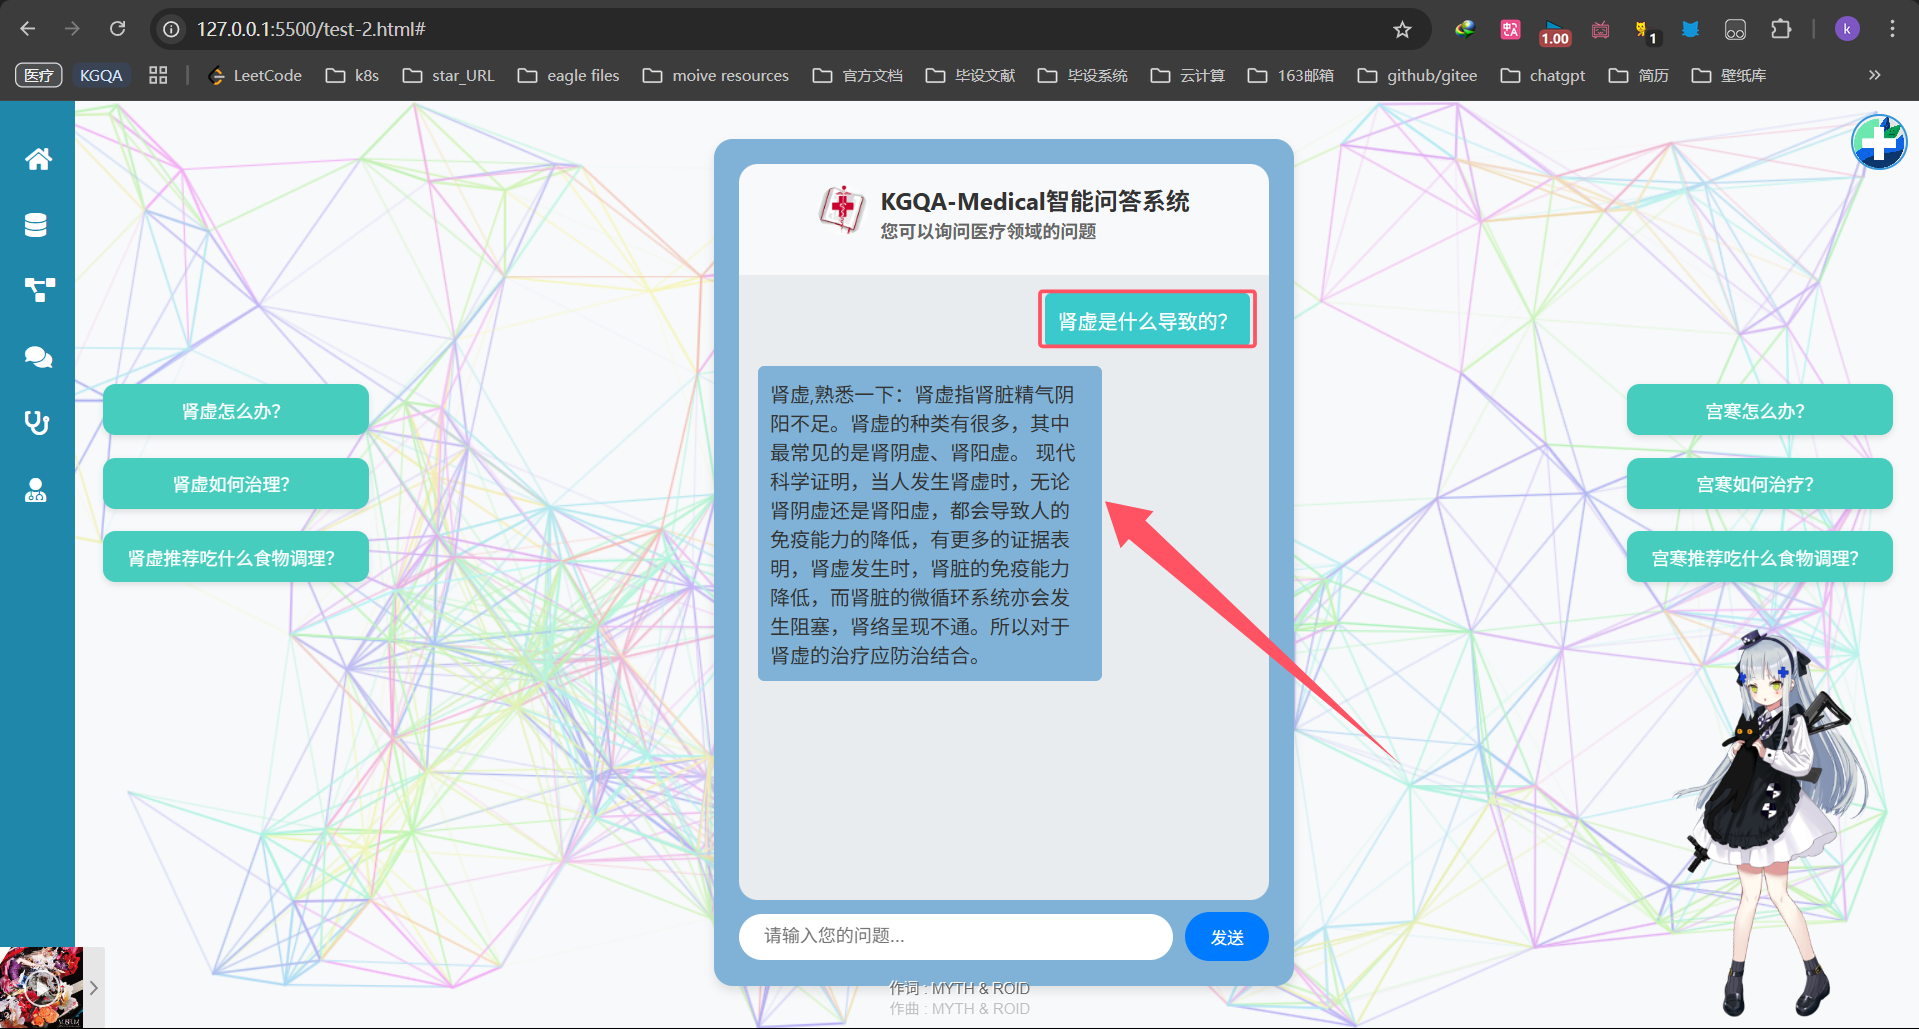 127.0.0.1:5500/test-2.html#
1.00
1
k
医疗
KGQA
LeetCode
k8s
star_URL
eagle files
moive resources
官方文档
毕设文献
毕设系统
云计算
163邮箱
github/gitee
chatgpt
简历
壁纸库
KGQA-Medical智能问答系统
您可以询问医疗领域的问题
肾虚是什么导致的?
肾虚,熟悉一下：肾虚指肾脏精气阴
阳不足。肾虚的种类有很多，其中
最常见的是肾阴虚、肾阳虚。 现代
科学证明，当人发生肾虚时，无论
肾阴虚还是肾阳虚，都会导致人的
免疫能力的降低，有更多的证据表
明，肾虚发生时，肾脏的免疫能力
降低，而肾脏的微循环系统亦会发
生阻塞，肾络呈现不通。所以对于
肾虚的治疗应防治结合。
肾虚怎么办?
肾虚如何治理?
肾虚推荐吃什么食物调理?
宫寒怎么办?
宫寒如何治疗?
宫寒推荐吃什么食物调理?
请输入您的问题...
发送
作词 : MYTH & ROID
作曲 : MYTH & ROID